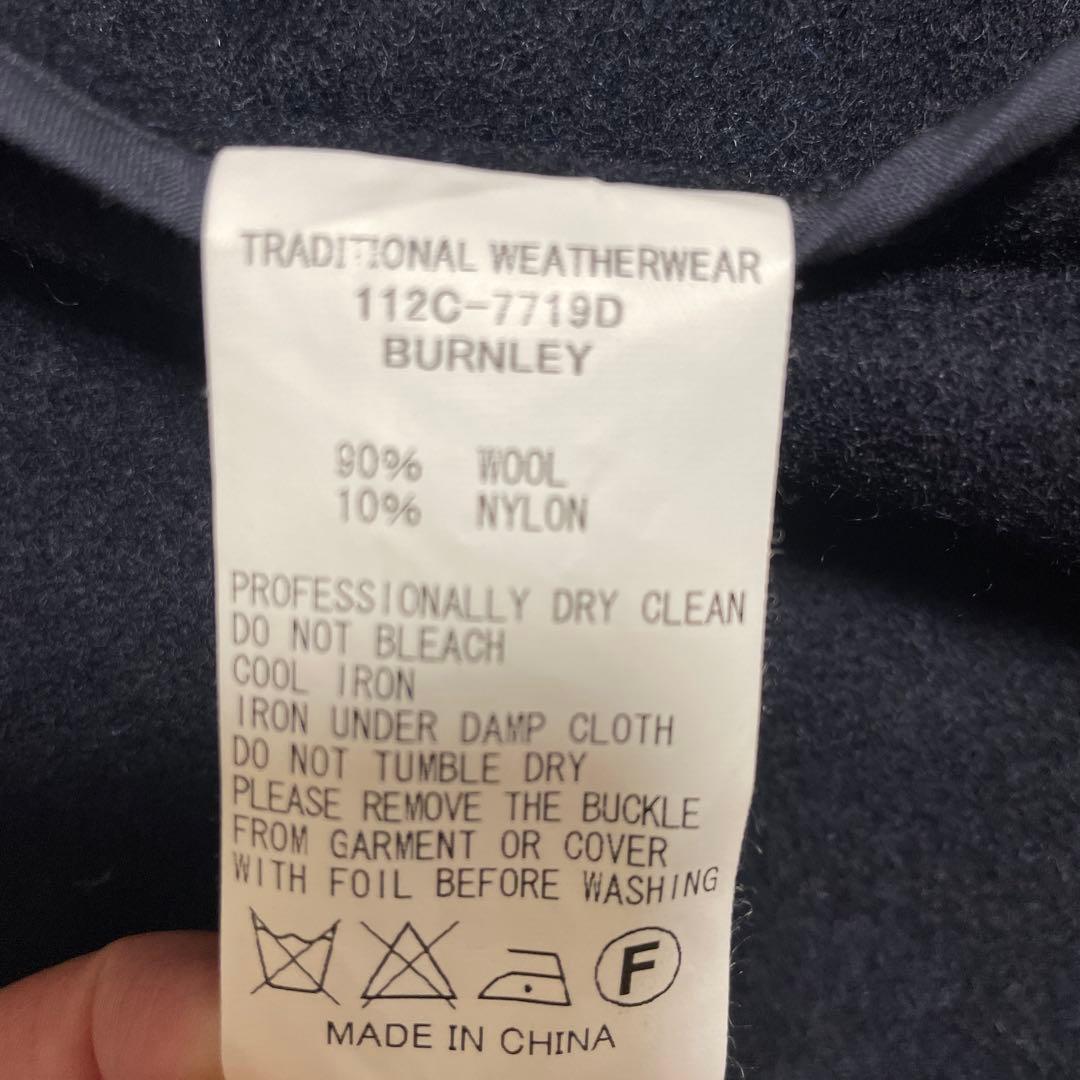 TRADITIONAL WEATHERWEAR
112C-7719D
BURNLEY
90% WOOL
10% NYLON
PROFESSIONALLY DRY CLEAN
DO NOT BLEACH
COOL IRON
IRON UNDER DAMP CLOTH
DO NOT TUMBLE DRY
PLEASE REMOVE THE BUCKLE
FROM GARMENT OR COVER
WITH FOIL BEFORE WASHING
F
MADE IN CHINA